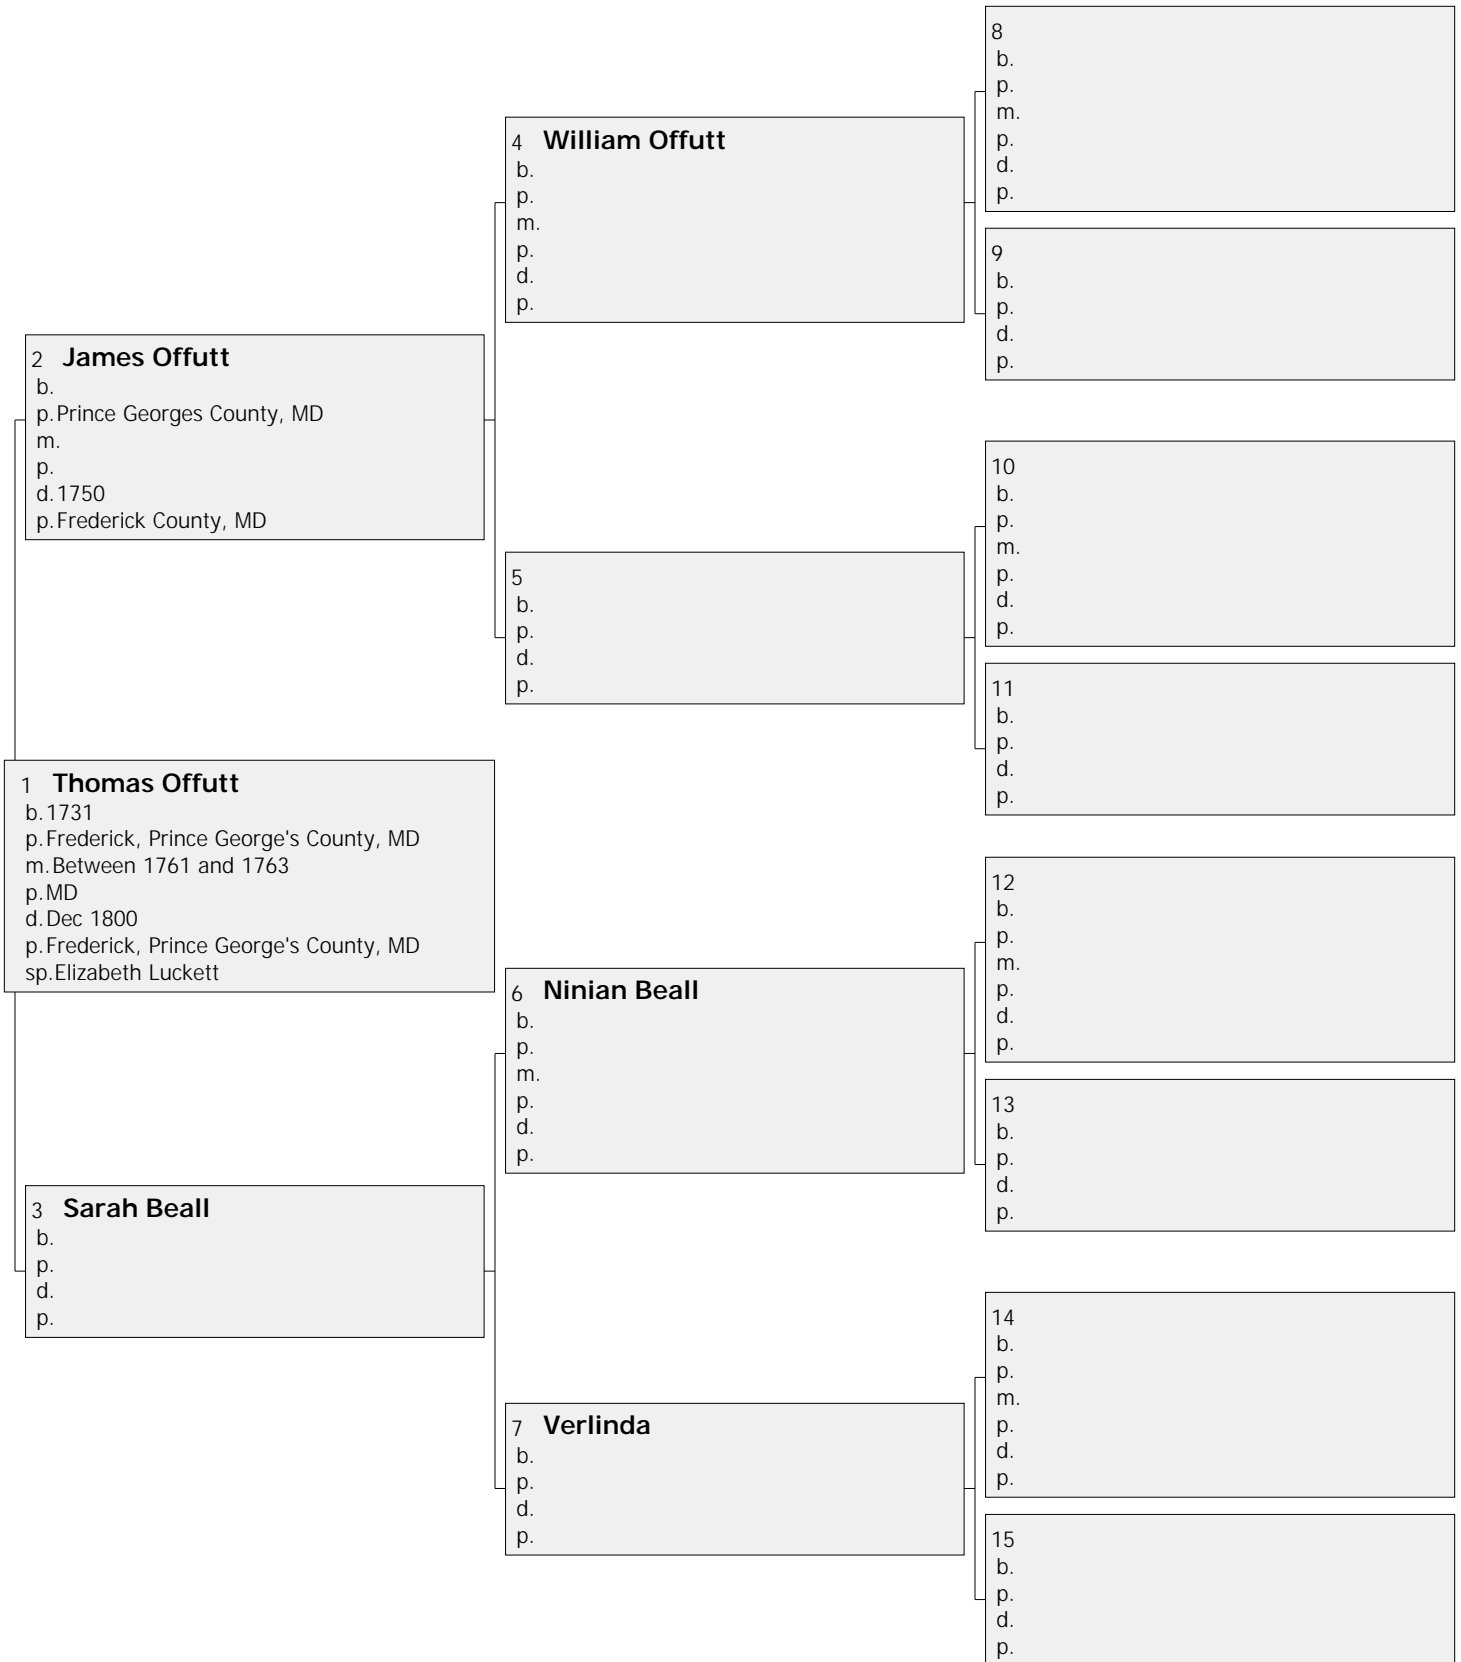 8
b.
p.
m.
p.
d.
p.
4 William Offutt
b.
p.
m.
p.
d.
p.
9
b.
p.
d.
p.
2 James Offutt
b.
p.Prince Georges County, MD
m.
p.
d.1750
p.Frederick County, MD
10
b.
p.
m.
p.
d.
p.
5
b.
p.
d.
p.
11
b.
p.
d.
p.
1 Thomas Offutt
b.1731
p.Frederick, Prince George's County, MD
m.Between 1761 and 1763
p.MD
d.Dec 1800
p.Frederick, Prince George's County, MD
sp.Elizabeth Luckett
12
b.
p.
m.
p.
d.
p.
6 Ninian Beall
b.
p.
m.
p.
d.
p.
13
b.
p.
d.
p.
3 Sarah Beall
b.
p.
d.
p.
14
b.
p.
m.
p.
d.
p.
7 Verlinda
b.
p.
d.
p.
15
b.
p.
d.
p.